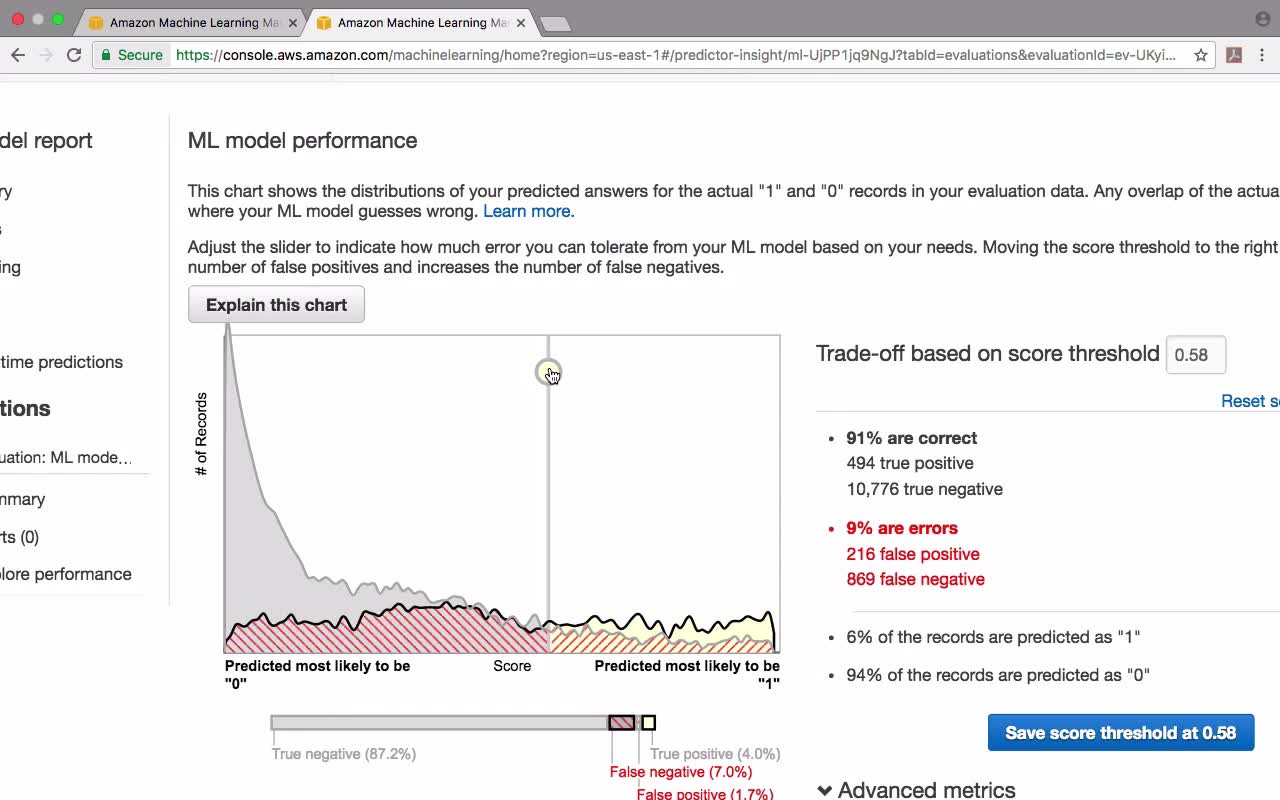 Amazon Machine Learning Ma
Amazon Machine Learning Ma
Secure
https://console.aws.amazon.com/machinelearning/home?region=us-east-1#/predictor-insight/ml-UjPP1jq9NgJ?tabId=evaluations&evaluationId=ev-UKyi...
del report
ry
s
ing
time predictions
tions
uation: ML mode...
mmary
rts (0)
lore performance
ML model performance
This chart shows the distributions of your predicted answers for the actual "1" and "0" records in your evaluation data. Any overlap of the actua
where your ML model guesses wrong. Learn more.
Adjust the slider to indicate how much error you can tolerate from your ML model based on your needs. Moving the score threshold to the right
number of false positives and increases the number of false negatives.
Explain this chart
# of Records
Predicted most likely to be "0"
Score
Predicted most likely to be "1"
True negative (87.2%)
True positive (4.0%)
False negative (7.0%)
False positive (1.7%)
Trade-off based on score threshold 0.58
Reset s
• 91% are correct
494 true positive
10,776 true negative
• 9% are errors
216 false positive
869 false negative
• 6% of the records are predicted as "1"
• 94% of the records are predicted as "0"
Save score threshold at 0.58
Advanced metrics